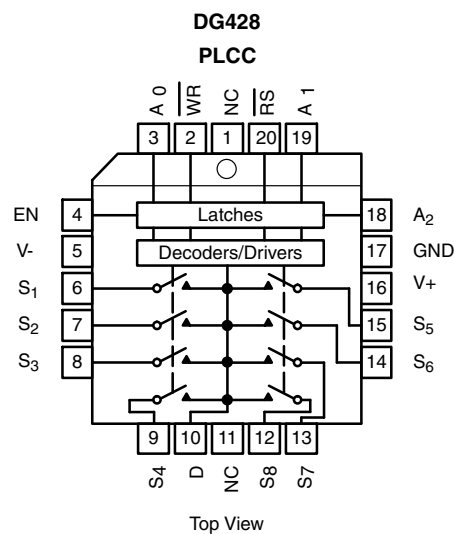 DG428
PLCC
A 0
WR
NC
RS
A 1
3
2
1
20
19
EN
4
Latches
18
A2
V-
5
Decoders/Drivers
17
GND
S1
6
16
V+
S2
7
15
S5
S3
8
14
S6
9
10
11
12
13
S4
D
NC
S8
S7
Top View